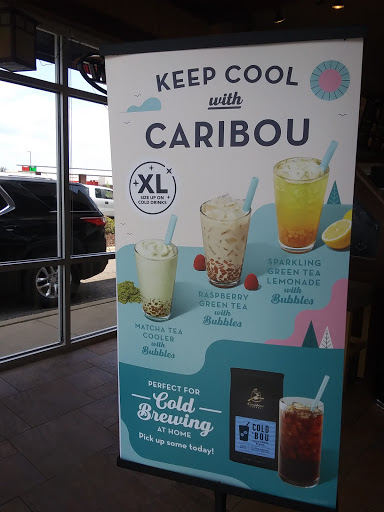 KEEP COOL
with
CARIBOU
XL
SIZE UP ON
COLD DRINKS
SPARKLING
GREEN TEA
LEMONADE
with
Bubbles
RASPBERRY
GREEN TEA
with
Bubbles
MATCHA TEA
COOLER
with
Bubbles
PERFECT FOR
Cold
Brewing
AT HOME
Pick up some today!
COLD
'BOU